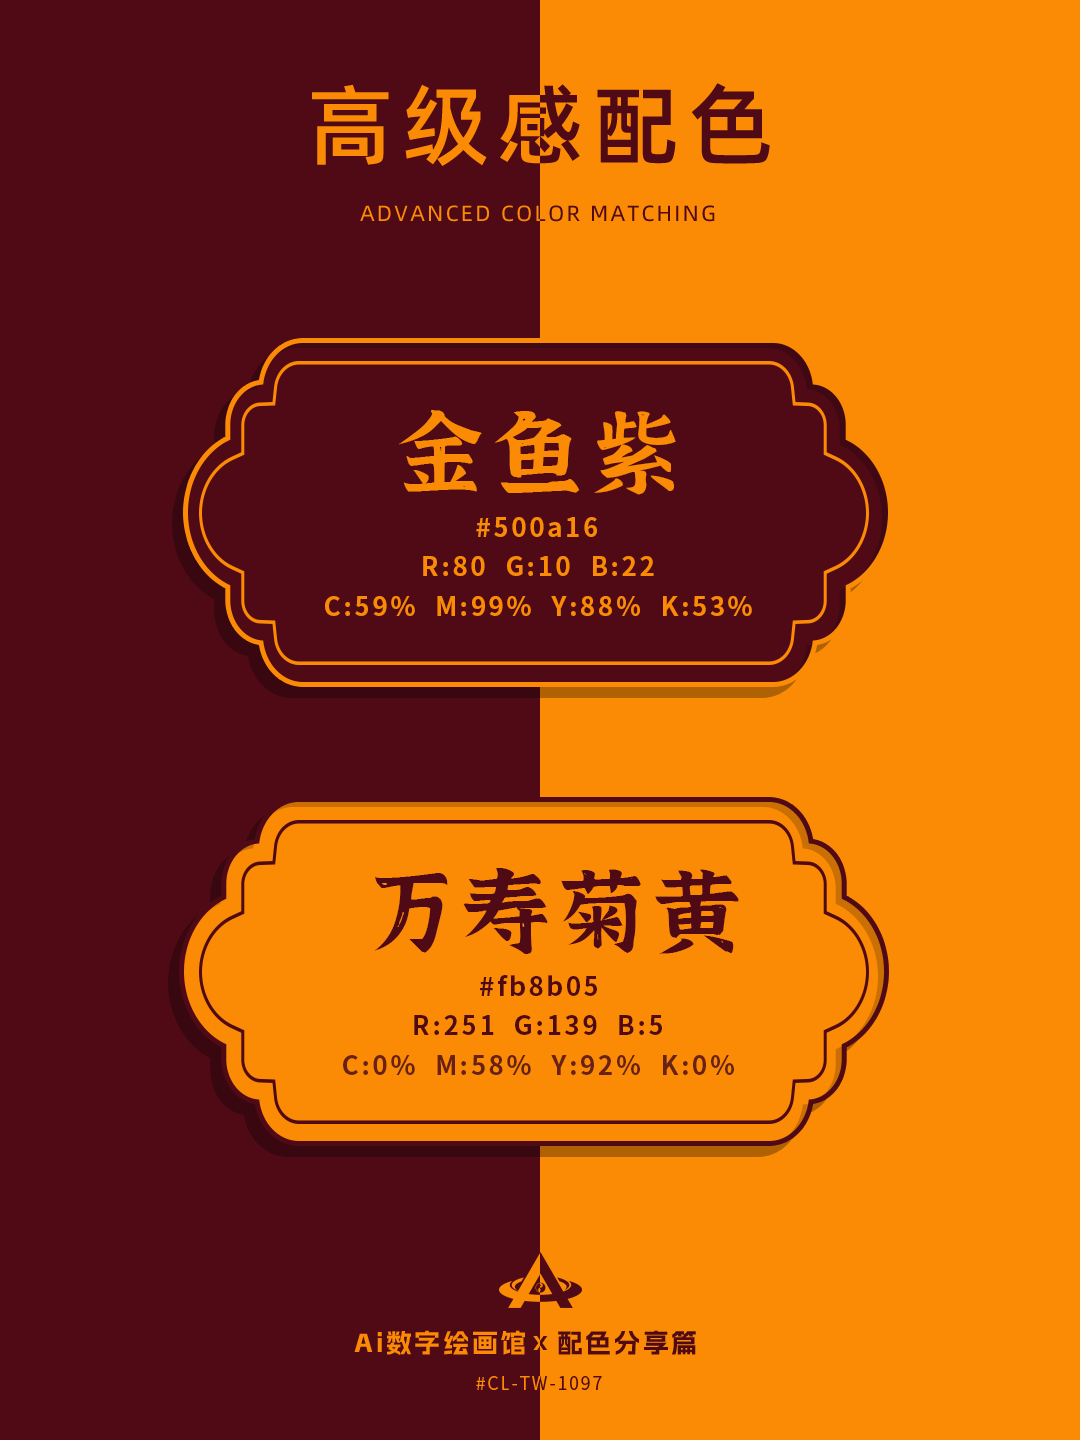 高级感配色
ADVANCED COLOR MATCHING
金鱼紫
#500a16
R:80 G:10 B:22
C:59% M:99% Y:88% K:53%
万寿菊黄
#fb8b05
R:251 G:139 B:5
C:0% M:58% Y:92% K:0%
Ai数字绘画馆 x 配色分享篇
#CL-TW-1097